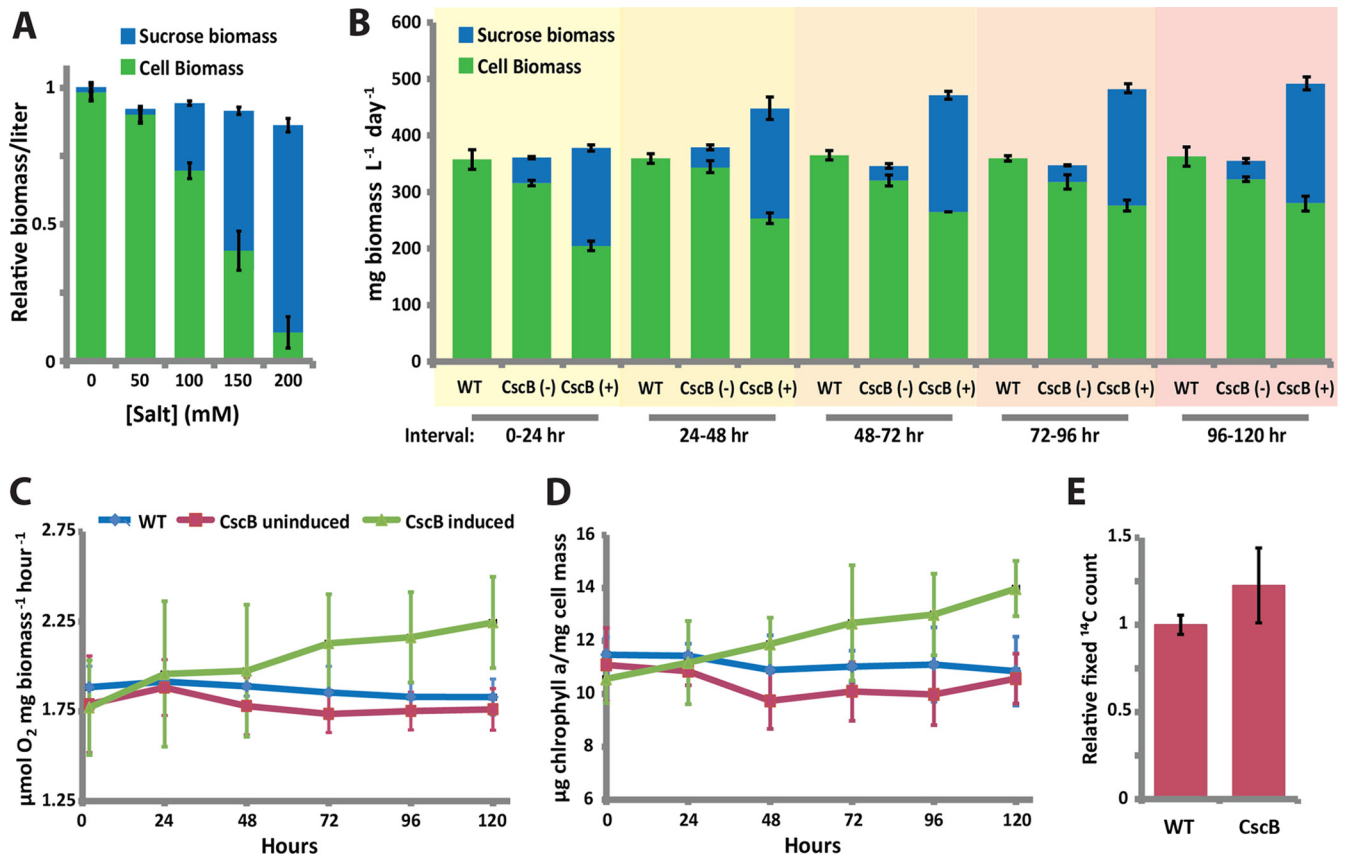 A
Sucrose biomass
Cell Biomass
Relative biomass/liter
1
0.5
0
0 50 100 150 200
[Salt] (mM)
B
Sucrose biomass
Cell Biomass
mg biomass L⁻¹ day⁻¹
600
500
400
300
200
100
0
WT CscB (-) CscB (+) WT CscB (-) CscB (+) WT CscB (-) CscB (+) WT CscB (-) CscB (+) WT CscB (-) CscB (+)
Interval: 0-24 hr 24-48 hr 48-72 hr 72-96 hr 96-120 hr
C
WT CscB uninduced CscB induced
µmol O₂ mg biomass⁻¹ hour⁻¹
2.75
2.25
1.75
1.25
0 24 48 72 96 120
Hours
D
µg chlrophyll a/mg cell mass
16
14
12
10
8
6
0 24 48 72 96 120
Hours
E
Relative fixed ¹⁴C count
1.5
1
0.5
0
WT CscB